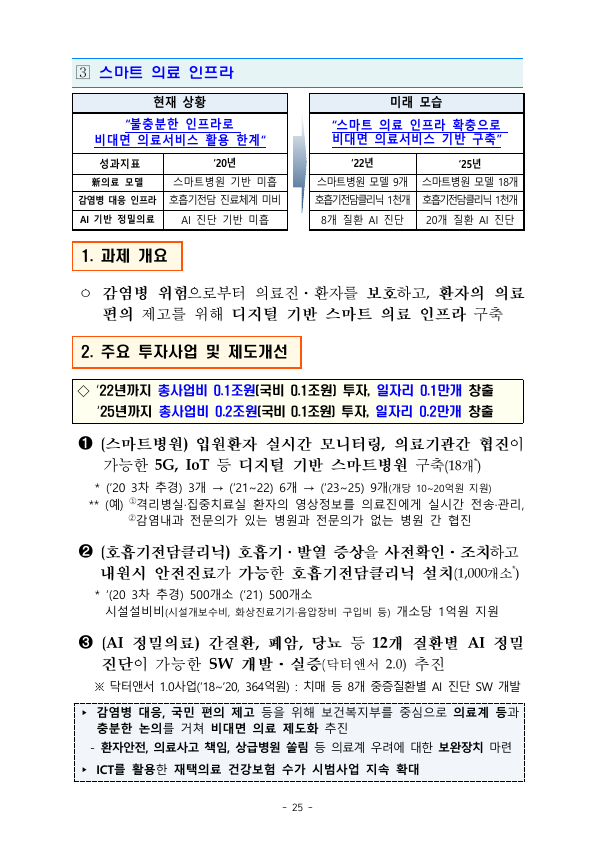 3 스마트 의료 인프라
현재 상황
"불충분한 인프라로
비대면 의료서비스 활용 한계"
성과지표 '20년
新의료 모델 스마트병원 기반 미흡
감염병 대응 인프라 호흡기전담 진료체계 미비
AI 기반 정밀의료 AI 진단 기반 미흡
미래 모습
"스마트 의료 인프라 확충으로
비대면 의료서비스 기반 구축"
'22년 '25년
스마트병원 모델 9개 스마트병원 모델 18개
호흡기전담클리닉 1천개 호흡기전담클리닉 1천개
8개 질환 AI 진단 20개 질환 AI 진단
1. 과제 개요
○ 감염병 위험으로부터 의료진·환자를 보호하고, 환자의 의료
편의 제고를 위해 디지털 기반 스마트 의료 인프라 구축
2. 주요 투자사업 및 제도개선
◇ '22년까지 총사업비 0.1조원(국비 0.1조원) 투자, 일자리 0.1만개 창출
'25년까지 총사업비 0.2조원(국비 0.1조원) 투자, 일자리 0.2만개 창출
❶ (스마트병원) 입원환자 실시간 모니터링, 의료기관간 협진이
가능한 5G, IoT 등 디지털 기반 스마트병원 구축(18개*)
* ('20 3차 추경) 3개 → ('21~22) 6개 → ('23~25) 9개(개당 10~20억원 지원)
** (예) ①격리병실·집중치료실 환자의 영상정보를 의료진에게 실시간 전송·관리,
②감염내과 전문의가 있는 병원과 전문의가 없는 병원 간 협진
❷ (호흡기전담클리닉) 호흡기·발열 증상을 사전확인·조치하고
내원시 안전진료가 가능한 호흡기전담클리닉 설치(1,000개소*)
* '(20 3차 추경) 500개소 ('21) 500개소
시설설비비(시설개보수비, 화상진료기기·음압장비 구입비 등) 개소당 1억원 지원
❸ (AI 정밀의료) 간질환, 폐암, 당뇨 등 12개 질환별 AI 정밀
진단이 가능한 SW 개발·실증(닥터앤서 2.0) 추진
※ 닥터앤서 1.0사업('18~'20, 364억원) : 치매 등 8개 중증질환별 AI 진단 SW 개발
▸ 감염병 대응, 국민 편의 제고 등을 위해 보건복지부를 중심으로 의료계 등과
충분한 논의를 거쳐 비대면 의료 제도화 추진
- 환자안전, 의료사고 책임, 상급병원 쏠림 등 의료계 우려에 대한 보완장치 마련
▸ ICT를 활용한 재택의료 건강보험 수가 시범사업 지속 확대
- 25 -